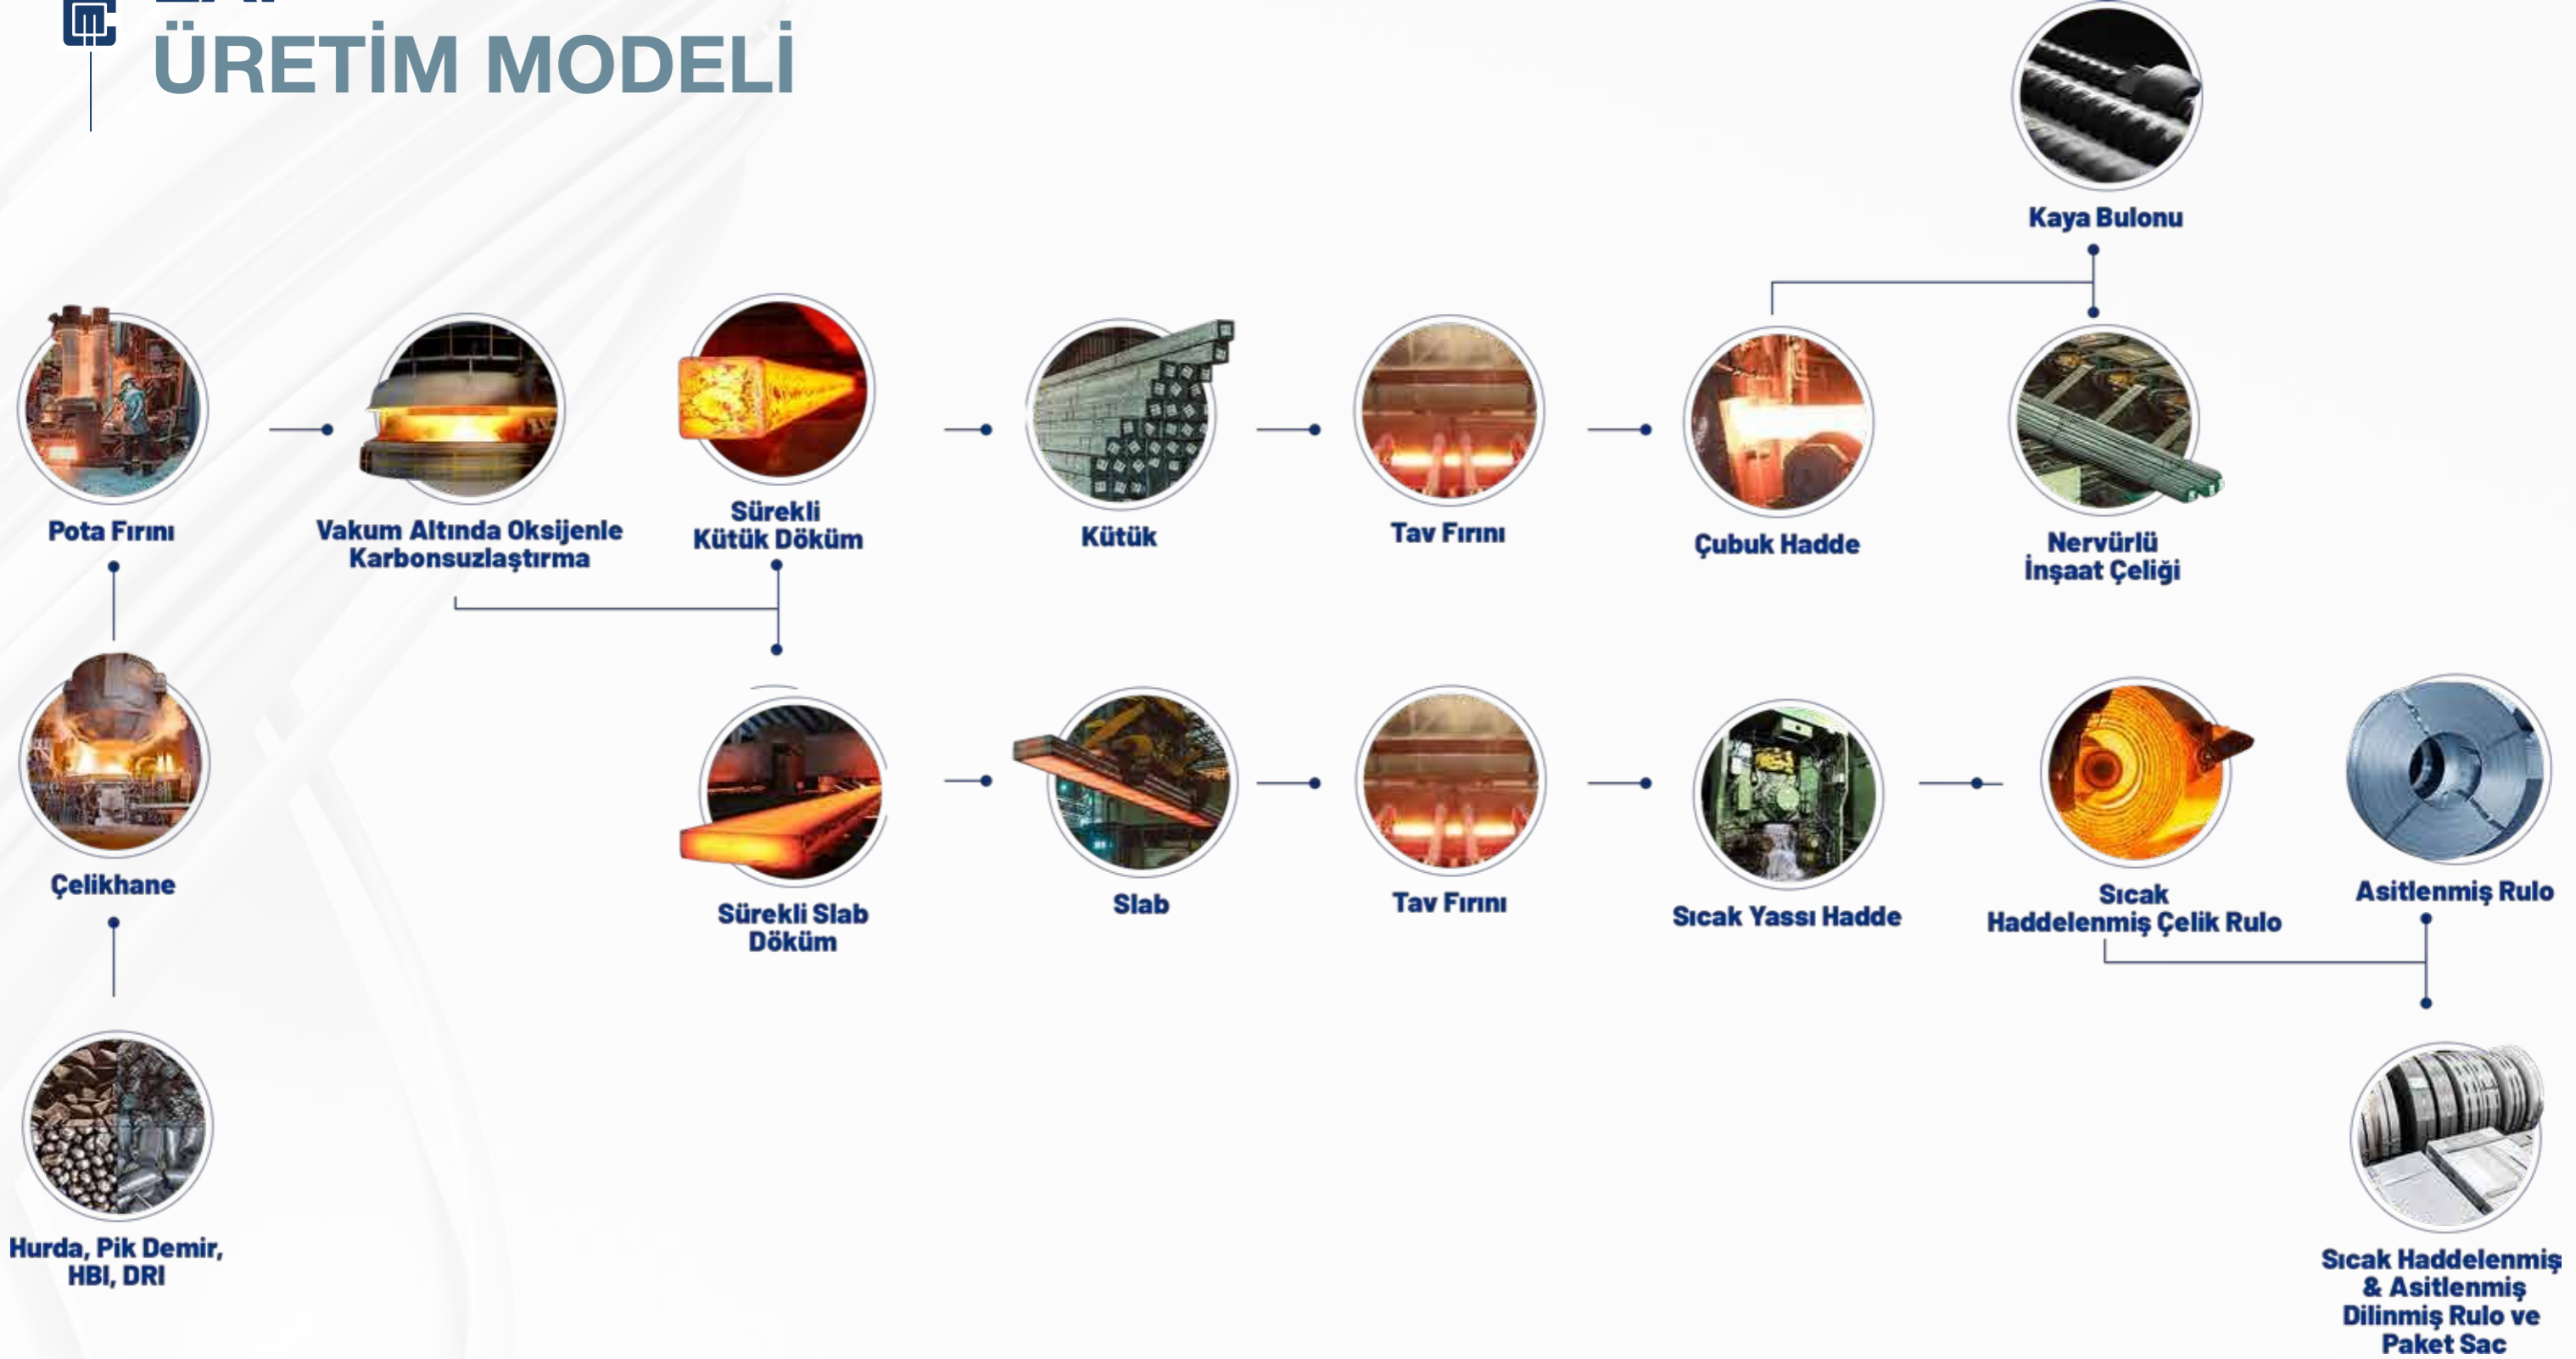 ÜRETİM MODELİ
Kaya Bulonu
Pota Fırını
Vakum Altında Oksijenle
Karbonsuzlaştırma
Sürekli
Kütük Döküm
Kütük
Tav Fırını
Çubuk Hadde
Nervürlü
İnşaat Çeliği
Çelikhane
Sürekli Slab
Döküm
Slab
Tav Fırını
Sıcak Yassı Hadde
Sıcak
Haddelenmiş Çelik Rulo
Asitlenmiş Rulo
Hurda, Pik Demir,
HBI, DRI
Sıcak Haddelenmiş
& Asitlenmiş
Dilinmiş Rulo ve
Paket Sac